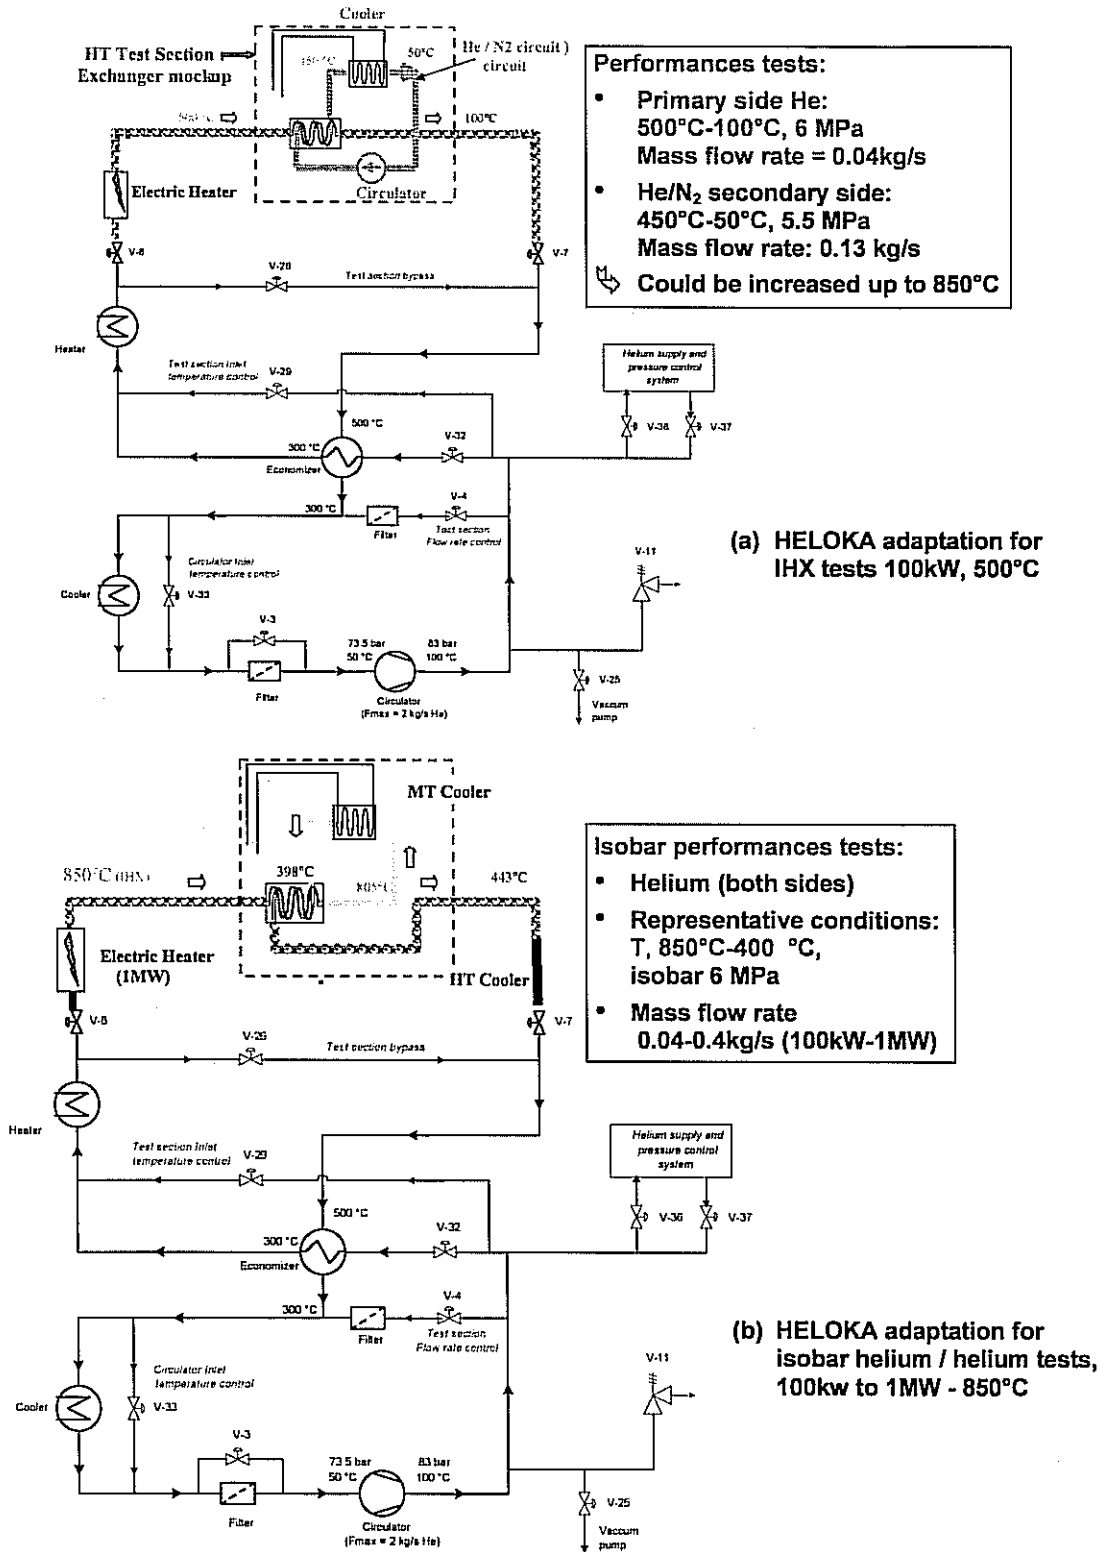 Cooler
HT Test Section
Exchanger mockup
50°C
He / N2 circuit )
circuit
100°C
Electric Heater
Circulator
V-7
V-28
Test section bypass
Heater
Test section inlet
temperature control
V-29
500 °C
300 °C
Economizer
V-32
Helium supply and
pressure control
system
V-37
300 °C
V-4
Filter
Test section
Flow rate control
Circulator inlet
temperature control
V-33
Cooler
V-3
Filter
73.5 bar
50 °C
83 bar
100 °C
Circulator
(Fmax = 2 kg/s He)
V-11
V-25
Vaccum
pump
Performances tests:
• Primary side He:
500°C-100°C, 6 MPa
Mass flow rate = 0.04kg/s
• He/N2 secondary side:
450°C-50°C, 5.5 MPa
Mass flow rate: 0.13 kg/s
Could be increased up to 850°C
(a) HELOKA adaptation for
IHX tests 100kW, 500°C
MT Cooler
850°C (IHX)
398°C
805°C
443°C
Electric Heater
(1MW)
HT Cooler
V-7
Test section bypass
Heater
Test section inlet
temperature control
V-29
500 °C
300 °C
Economizer
V-32
Helium supply and
pressure control
system
V-36
V-37
300 °C
V-4
Filter
Test section
Flow rate control
Circulator inlet
temperature control
V-33
Cooler
V-3
Filter
73.5 bar
50 °C
83 bar
100 °C
Circulator
(Fmax = 2 kg/s He)
V-11
V-25
Vaccum
pump
Isobar performances tests:
• Helium (both sides)
• Representative conditions:
T, 850°C-400 °C,
isobar 6 MPa
• Mass flow rate
0.04-0.4kg/s (100kW-1MW)
(b) HELOKA adaptation for
isobar helium / helium tests,
100kw to 1MW - 850°C